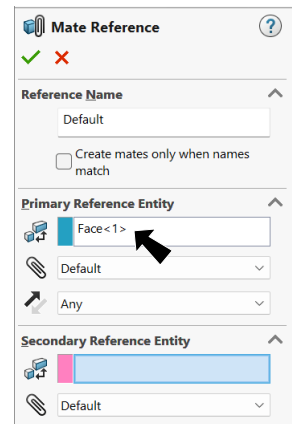 Mate Reference
?
Reference Name
Default
Create mates only when names
match
Primary Reference Entity
Face<1>
Default
Any
Secondary Reference Entity
Default